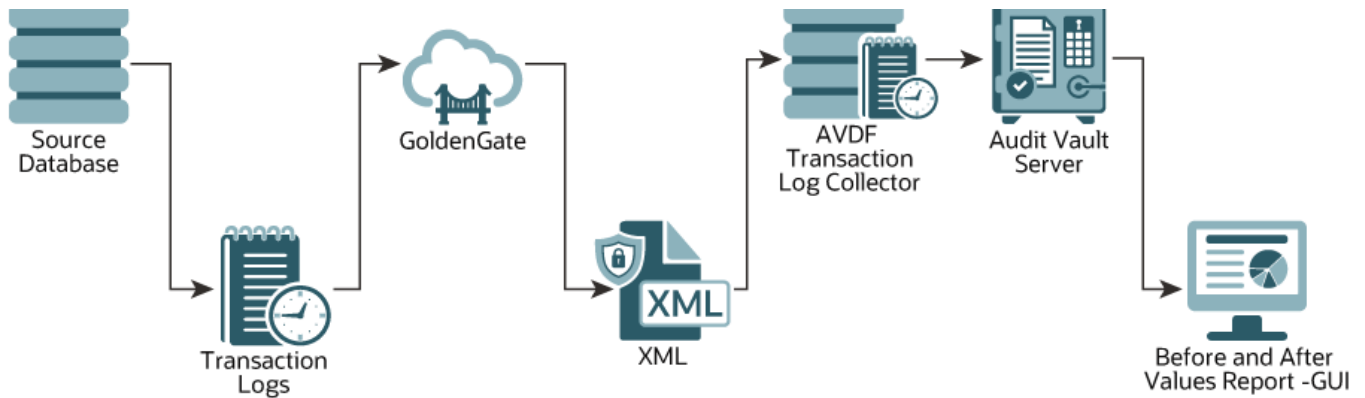 Source
Database
Transaction
Logs
GoldenGate
XML
XML
AVDF
Transaction
Log Collector
Audit Vault
Server
Before and After
Values Report -GUI